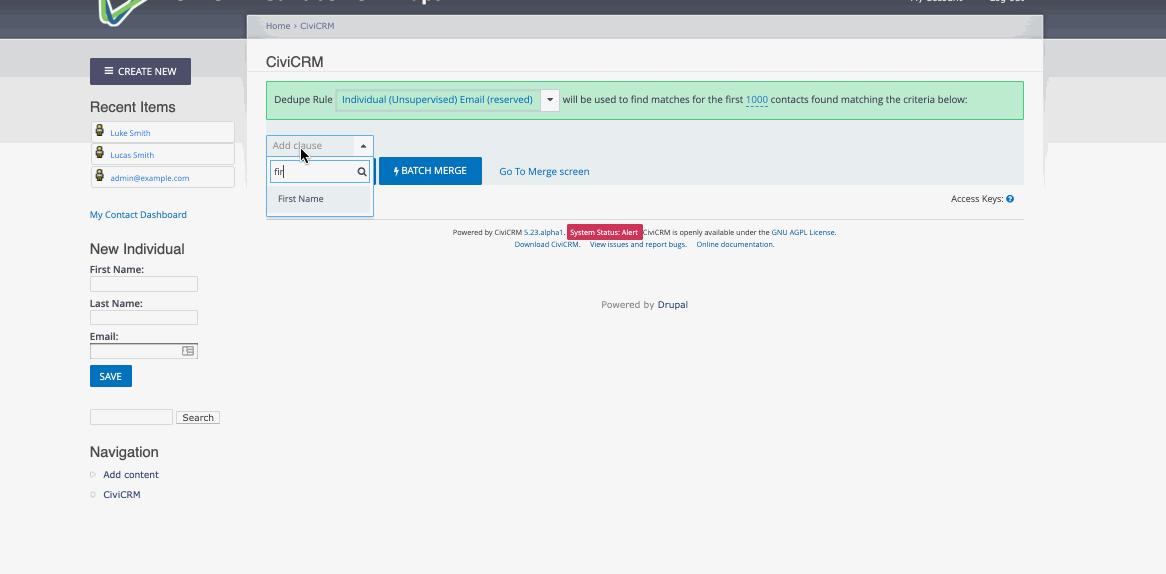 Home › CiviCRM
CiviCRM
Dedupe Rule Individual (Unsupervised) Email (reserved) will be used to find matches for the first 1000 contacts found matching the criteria below:
Add clause
fir
First Name
BATCH MERGE
Go To Merge screen
Access Keys:
Powered by CiviCRM 5.23.alpha1. System Status: Alert CiviCRM is openly available under the GNU AGPL License.
Download CiviCRM. View issues and report bugs. Online documentation.
Powered by Drupal
CREATE NEW
Recent Items
Luke Smith
Lucas Smith
admin@example.com
My Contact Dashboard
New Individual
First Name:
Last Name:
Email:
SAVE
Search
Navigation
Add content
CiviCRM